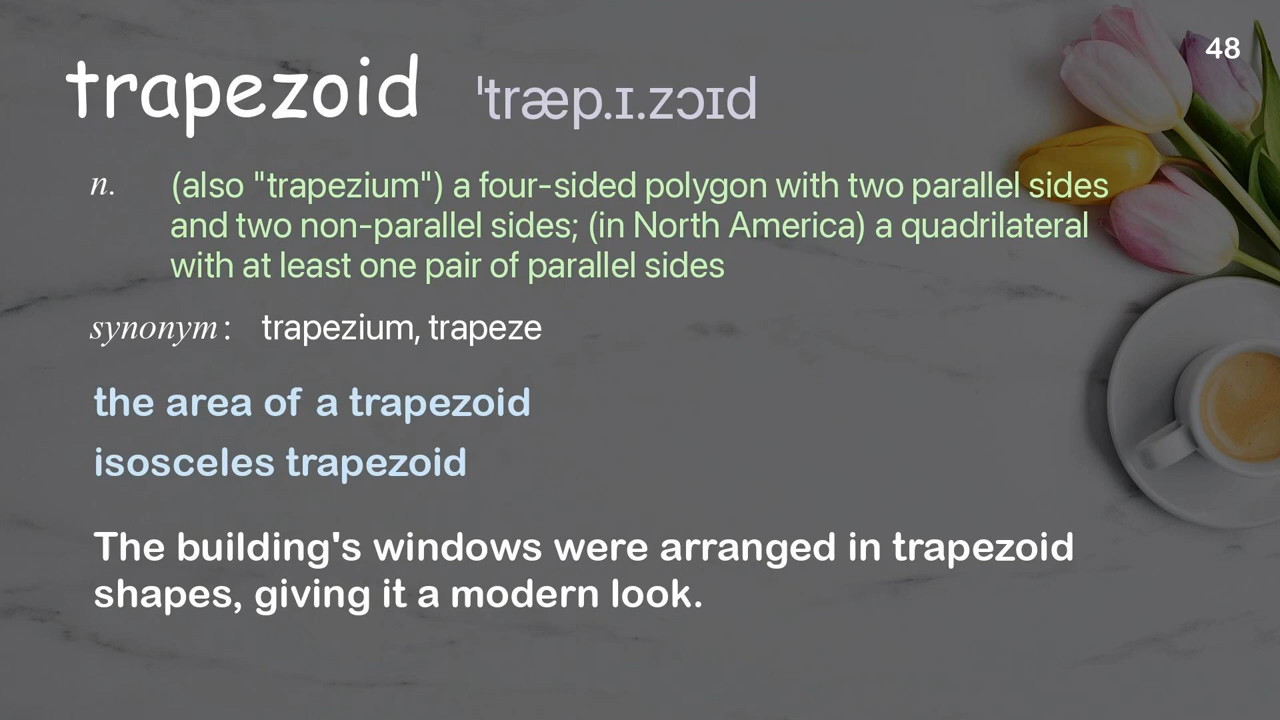 48
trapezoid ˈtræp.ɪ.zɔɪd
n. (also "trapezium") a four-sided polygon with two parallel sides
and two non-parallel sides; (in North America) a quadrilateral
with at least one pair of parallel sides
synonym: trapezium, trapeze
the area of a trapezoid
isosceles trapezoid
The building's windows were arranged in trapezoid
shapes, giving it a modern look.